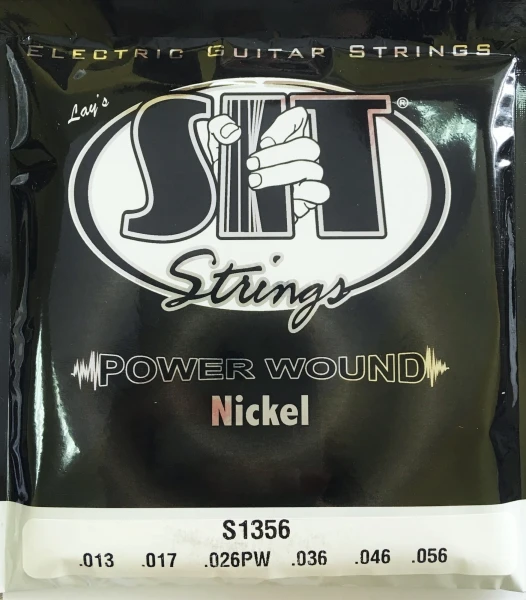 ELECTRIC GUITAR STRINGS
Lay's
SIT®
Strings
POWER WOUND
Nickel
S1356
.013 .017 .026PW .036 .046 .056